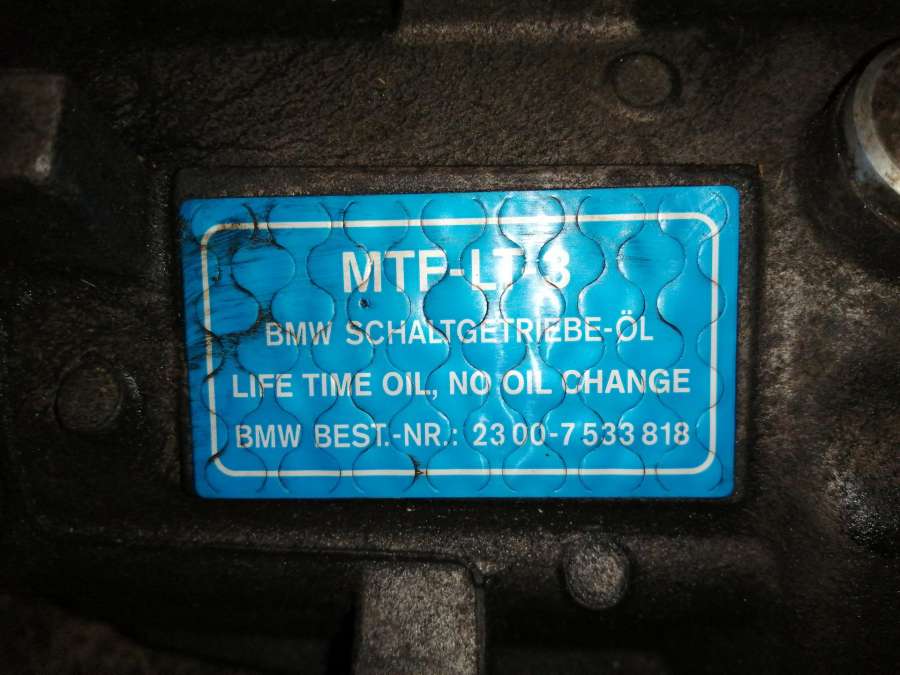 MTF-LT-3
BMW SCHALTGETRIEBE-ÖL
LIFE TIME OIL, NO OIL CHANGE
BMW BEST.-NR.: 23 00-7 533 818